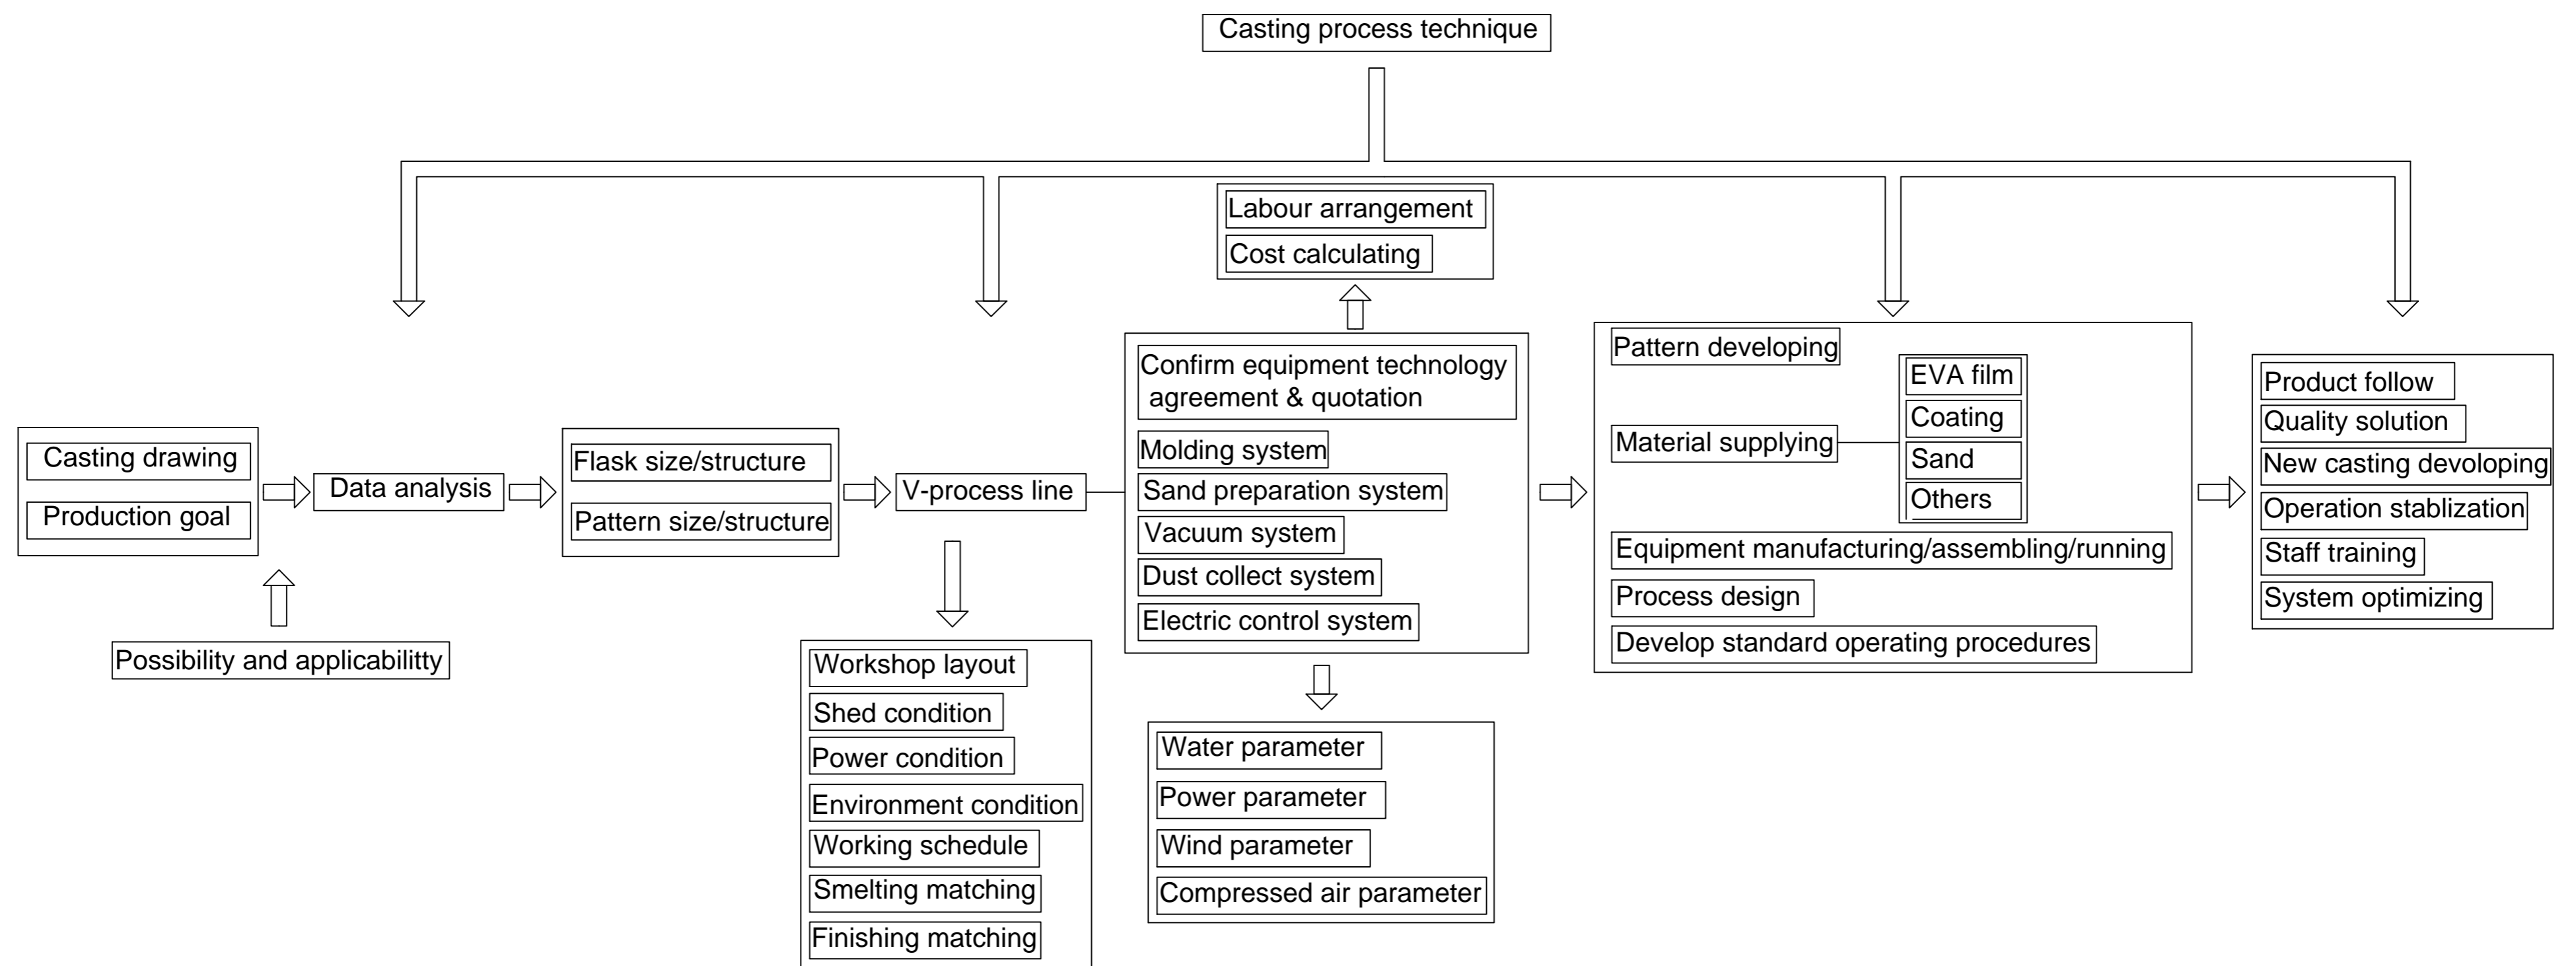 Casting process technique
Labour arrangement
Cost calculating
Casting drawing
Production goal
Possibility and applicabilitty
Data analysis
Flask size/structure
Pattern size/structure
V-process line
Workshop layout
Shed condition
Power condition
Environment condition
Working schedule
Smelting matching
Finishing matching
Confirm equipment technology
agreement & quotation
Molding system
Sand preparation system
Vacuum system
Dust collect system
Electric control system
Water parameter
Power parameter
Wind parameter
Compressed air parameter
Pattern developing
Material supplying
EVA film
Coating
Sand
Others
Equipment manufacturing/assembling/running
Process design
Develop standard operating procedures
Product follow
Quality solution
New casting devoloping
Operation stablization
Staff training
System optimizing